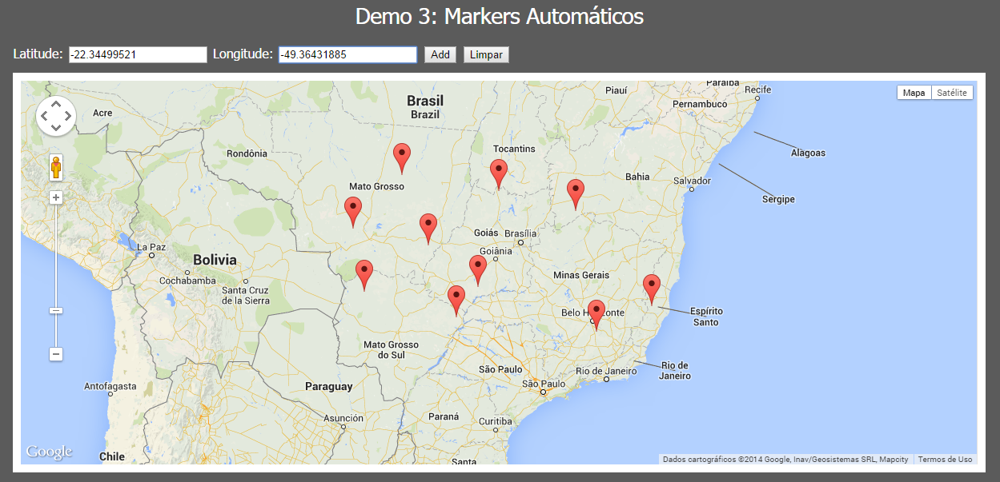 Demo 3: Markers Automáticos
Latitude: -22.34499521 Longitude: -49.36431885 Add Limpar
Mapa Satélite
Paraíba
Recife
Piauí
Pernambuco
Brasil
Brazil
Acre
Rondônia
Tocantins
Alagoas
Mato Grosso
Bahia
Salvador
Sergipe
Goiás
Brasília
La Paz
Goiânia
Bolivia
Cochabamba
Minas Gerais
Santa Cruz
de la Sierra
Belo H
onte
Espírito
Santo
Mato Grosso
do Sul
São Paulo
Rio de Janeiro
Rio de
Janeiro
Antofagasta
Paraguay
São Paulo
Asunción
Paraná
Curitiba
Google
Chile
Santa
Dados cartográficos ©2014 Google, Inav/Geosistemas SRL, Mapcity
Termos de Uso